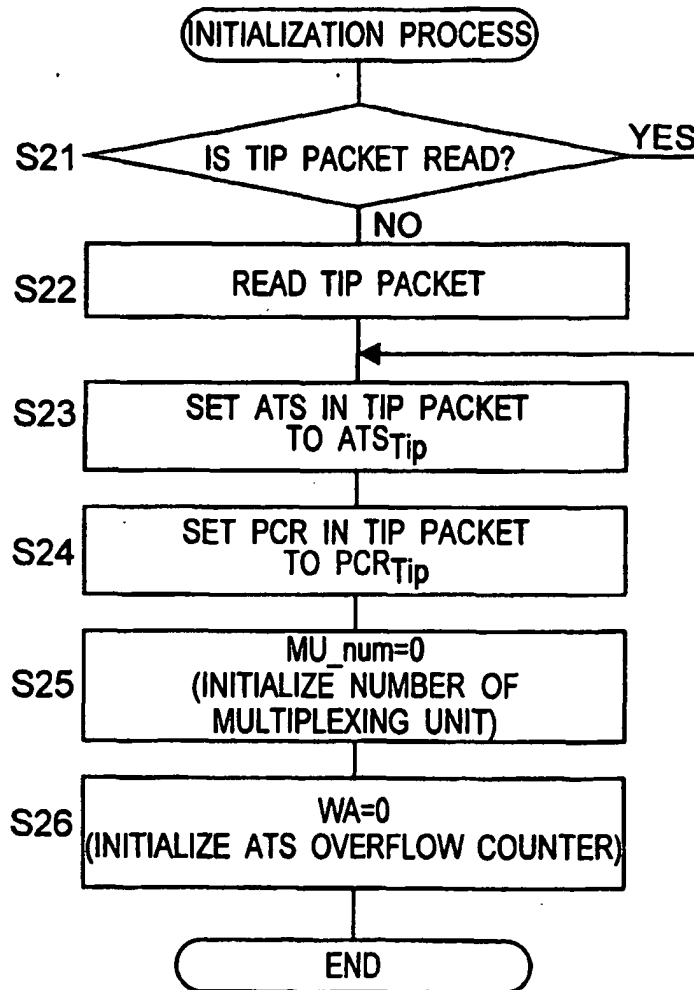 INITIALIZATION PROCESS
S21
IS TIP PACKET READ?
YES
NO
S22
READ TIP PACKET
S23
SET ATS IN TIP PACKET
TO ATSTip
S24
SET PCR IN TIP PACKET
TO PCRTip
S25
MU_num=0
(INITIALIZE NUMBER OF
MULTIPLEXING UNIT)
S26
WA=0
(INITIALIZE ATS OVERFLOW COUNTER)
END